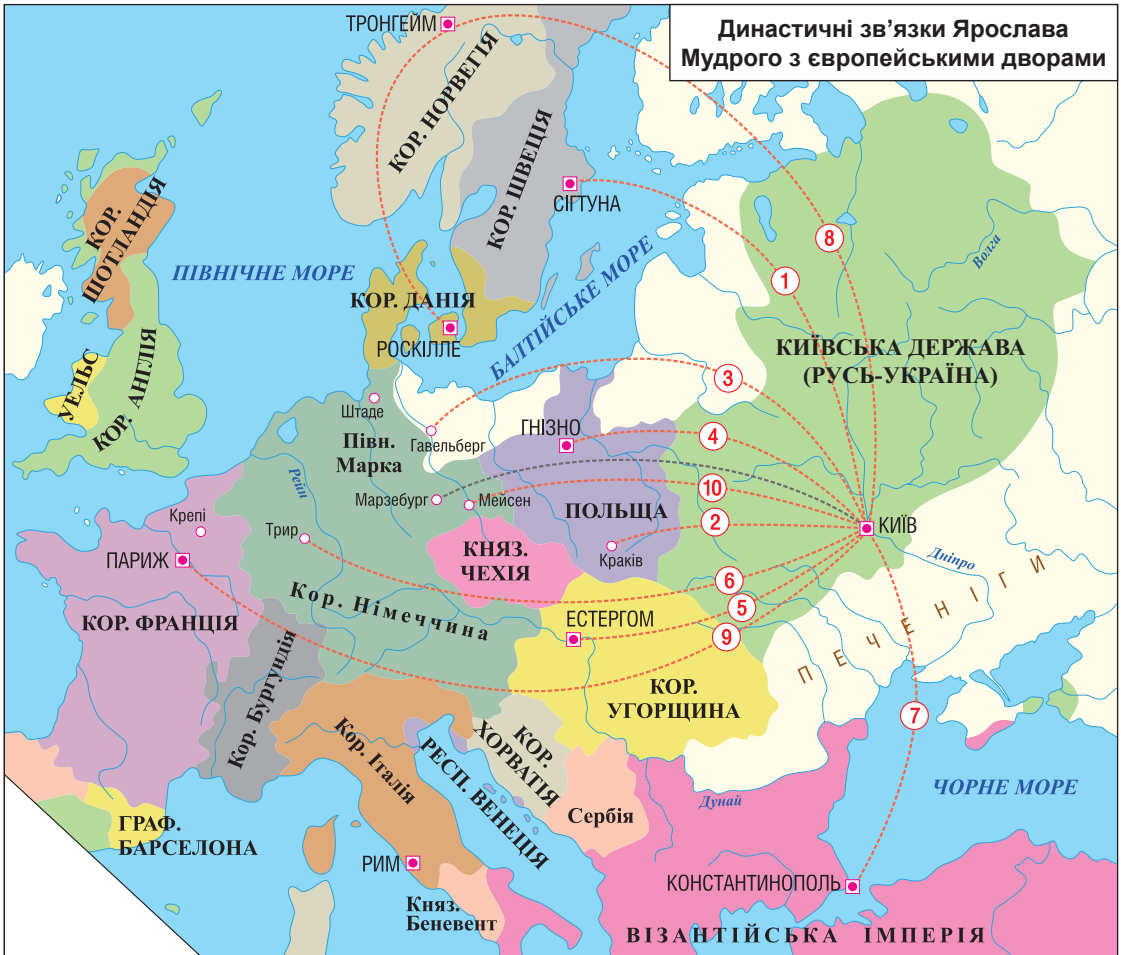 Династичні зв’язки Ярослава
Мудрого з європейськими дворами
ТРОНГЕЙМ
КОР. НОРВЕГІЯ
КОР. ШВЕЦІЯ
СІГТУНА
КОР.
ШОТЛАНДІЯ
ПІВНІЧНЕ МОРЕ
8
Волга
1
КОР. ДАНІЯ
РОСКІЛЛЕ
БАЛТІЙСЬКЕ МОРЕ
КИЇВСЬКА ДЕРЖАВА
(РУСЬ-УКРАЇНА)
УЕЛЬС
КОР. АНГЛІЯ
3
Штаде
Гавельберг
ГНІЗНО
4
Півн.
Марка
Рейн
Марзебург
Мейсен
10
ПОЛЬЩА
Крепі
Трир
2
КИЇВ
ПАРИЖ
КНЯЗ.
ЧЕХІЯ
Краків
Дніпро
6
КОР. ФРАНЦІЯ
Кор. Німеччина
5
ЕСТЕРГОМ
9
ПЕЧЕНІГИ
Кор. Бургундія
КОР.
УГОРЩИНА
7
Кор. Італія
РЕСП. ВЕНЕЦІЯ
КОР.
ХОРВАТІЯ
Сербія
Дунай
ЧОРНЕ МОРЕ
ГРАФ.
БАРСЕЛОНА
РИМ
КОНСТАНТИНОПОЛЬ
Княз.
Беневент
ВІЗАНТІЙСЬКА ІМПЕРІЯ